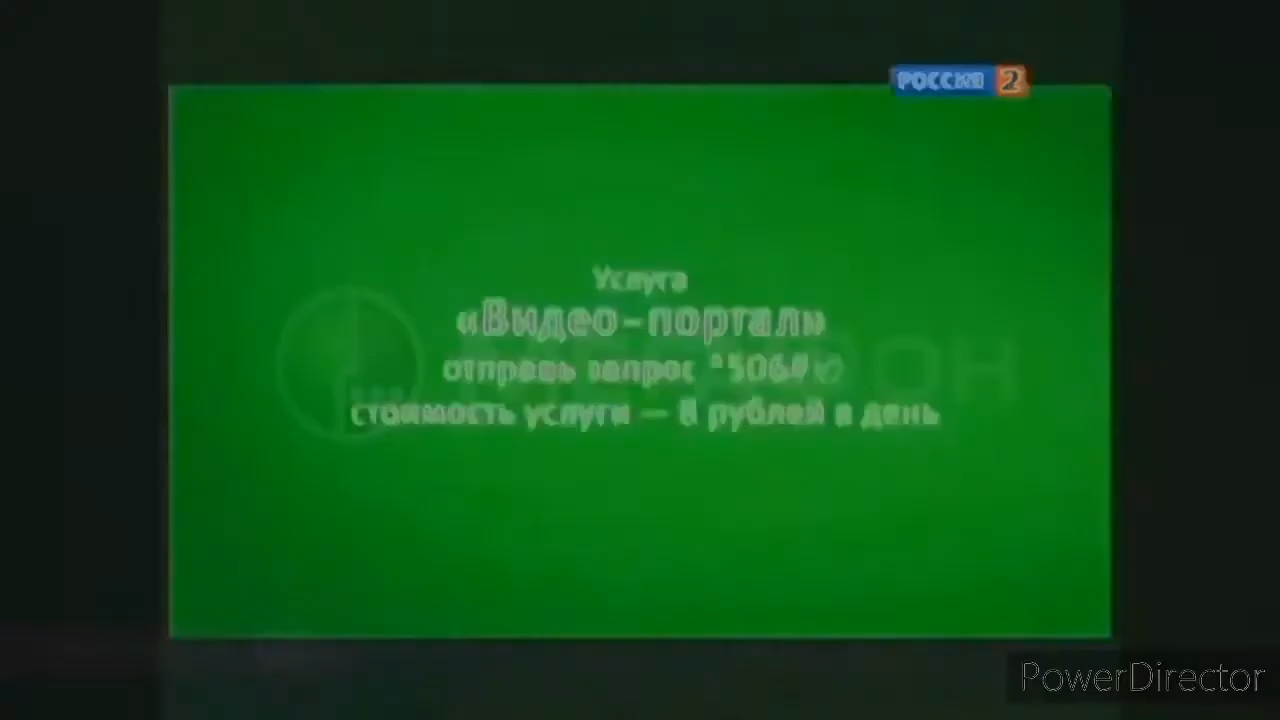 РОССИЯ 2
Услуга
«Видео-портал»
отправь запрос *506#
стоимость услуги — 8 рублей в день
PowerDirector